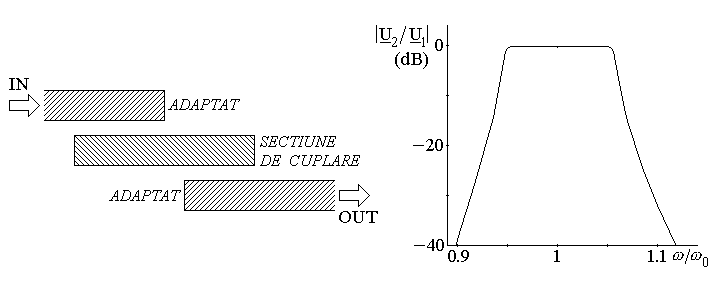 IN
ADAPTAT
SECTIUNE
DE CUPLARE
ADAPTAT
OUT
|U₂/U₁|
(dB)
0
−20
−40
0.9
1
1.1
ω/ω₀